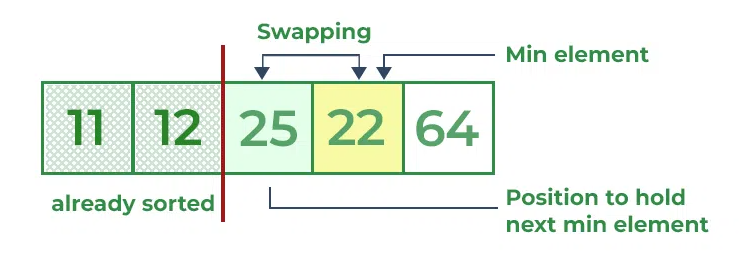 Swapping
Min element
11 12 25 22 64
already sorted
Position to hold
next min element